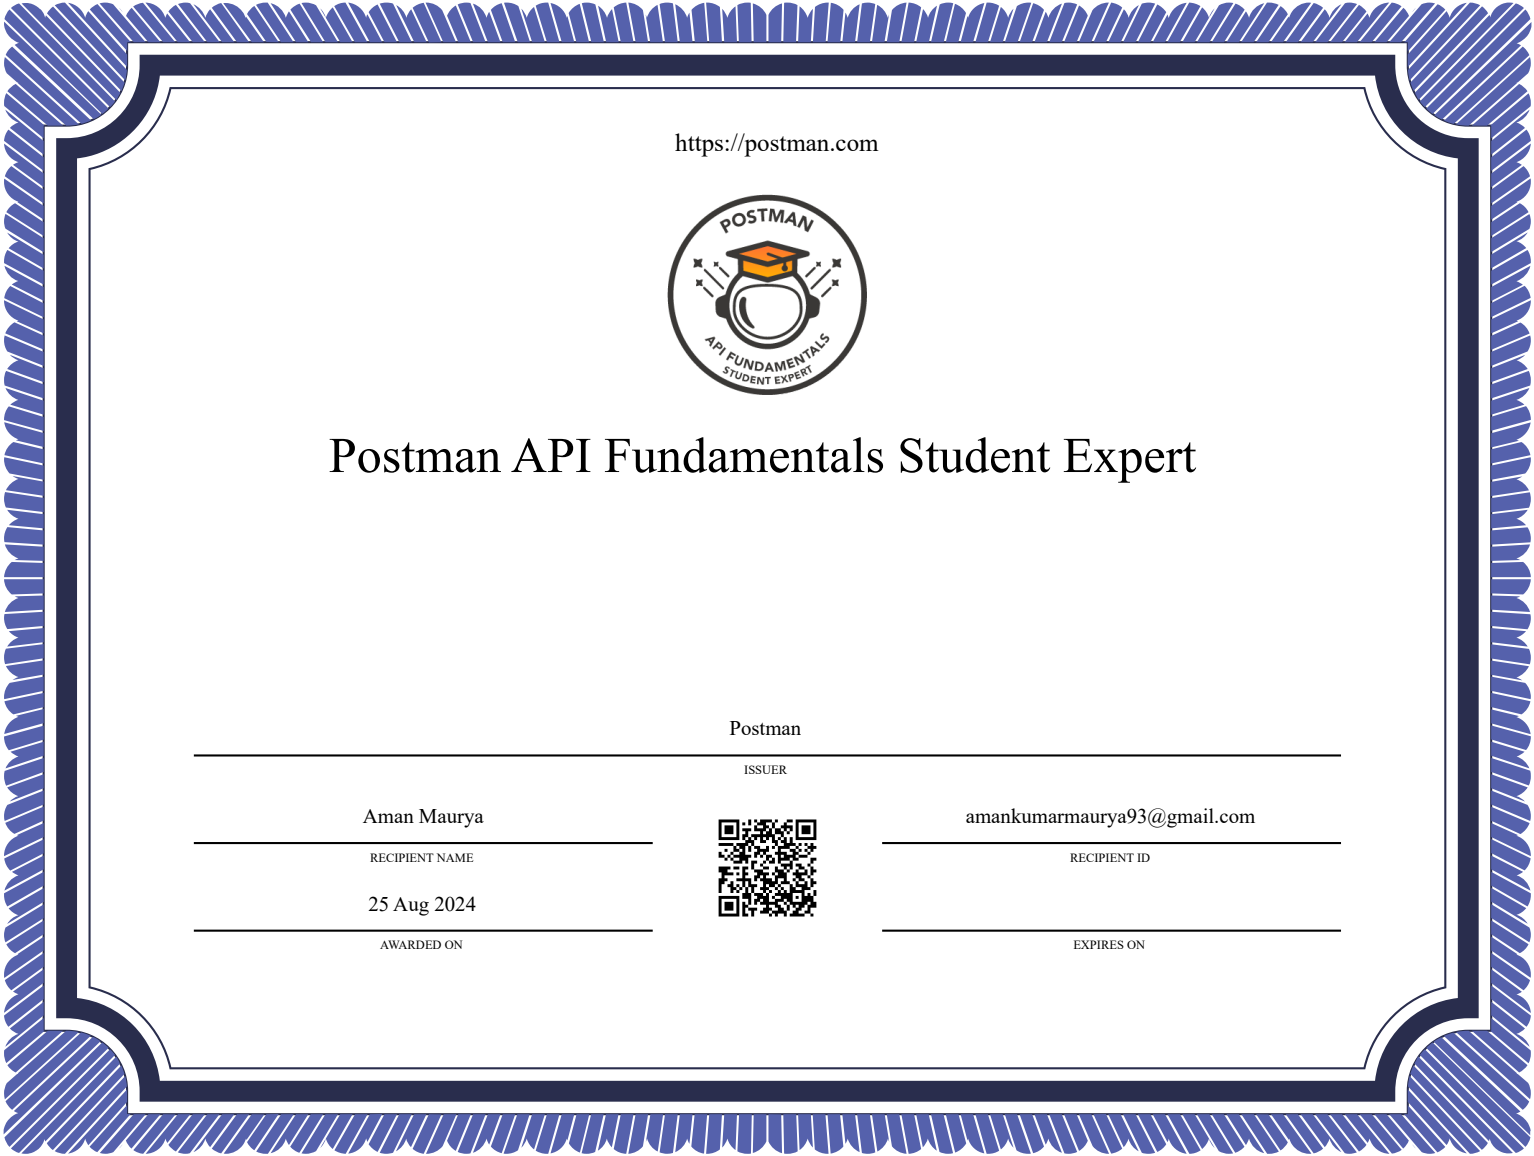 https://postman.com
POSTMAN
API FUNDAMENTALS
STUDENT EXPERT
Postman API Fundamentals Student Expert
Postman
ISSUER
Aman Maurya
RECIPIENT NAME
amankumarmaurya93@gmail.com
RECIPIENT ID
25 Aug 2024
AWARDED ON
EXPIRES ON